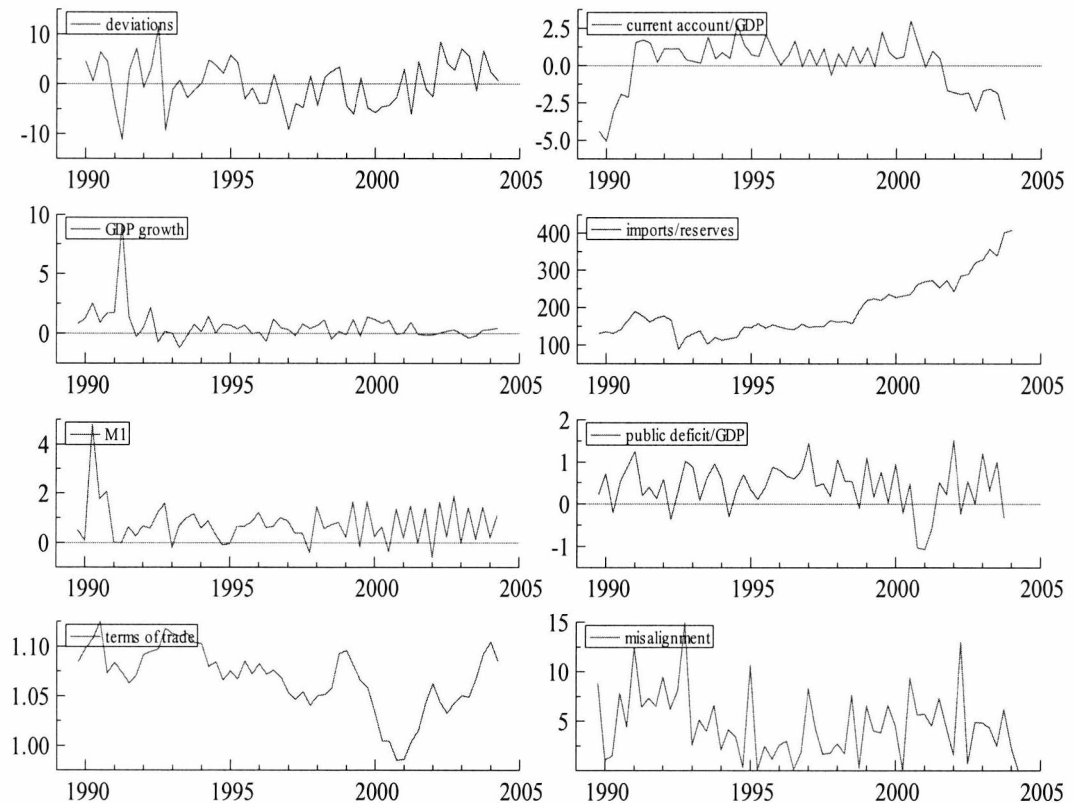 deviations
10
0
-10
1990 1995 2000 2005
current account/GDP
2.5
0.0
-2.5
-5.0
1990 1995 2000 2005
GDP growth
10
5
0
1990 1995 2000 2005
imports/reserves
400
300
200
100
1990 1995 2000 2005
M1
4
2
0
1990 1995 2000 2005
public deficit/GDP
2
1
0
-1
1990 1995 2000 2005
terms of trade
1.10
1.05
1.00
1990 1995 2000 2005
misalignment
15
10
5
1990 1995 2000 2005